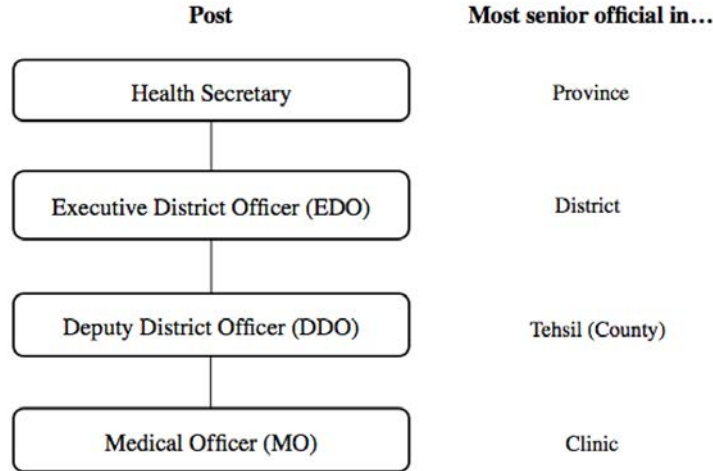 Post Most senior official in…
Health Secretary Province
Executive District Officer (EDO) District
Deputy District Officer (DDO) Tehsil (County)
Medical Officer (MO) Clinic